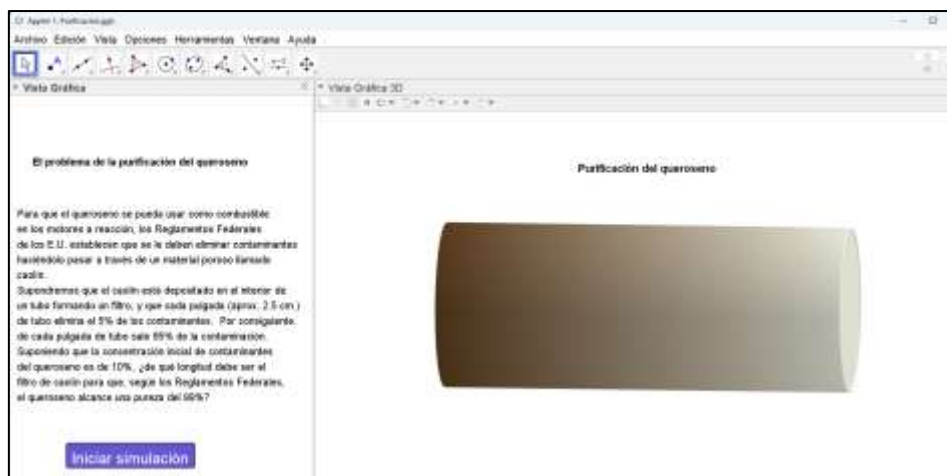 Applet 1. Purificacion.ggb
Archivo Edición Vista Opciones Herramientas Ventana Ayuda
Vista Gráfica
Vista Gráfica 3D
El problema de la purificación del queroseno
Purificación del queroseno
Para que el queroseno se pueda usar como combustible
en los motores a reacción, los Reglamentos Federales
de los E.U. establecen que se le deben eliminar contaminantes
haciéndolo pasar a través de un material poroso llamado
caolín.
Supondremos que el caolín está depositado en el interior de
un tubo formando un filtro, y que cada pulgada (aprox. 2.5 cm.)
de tubo elimina el 5% de los contaminantes. Por consiguiente,
de cada pulgada de tubo sale 95% de la contaminación.
Suponiendo que la concentración inicial de contaminantes
del queroseno es de 10%, ¿de qué longitud debe ser el
filtro de caolín para que, según los Reglamentos Federales,
el queroseno alcance una pureza del 99%?
Iniciar simulación